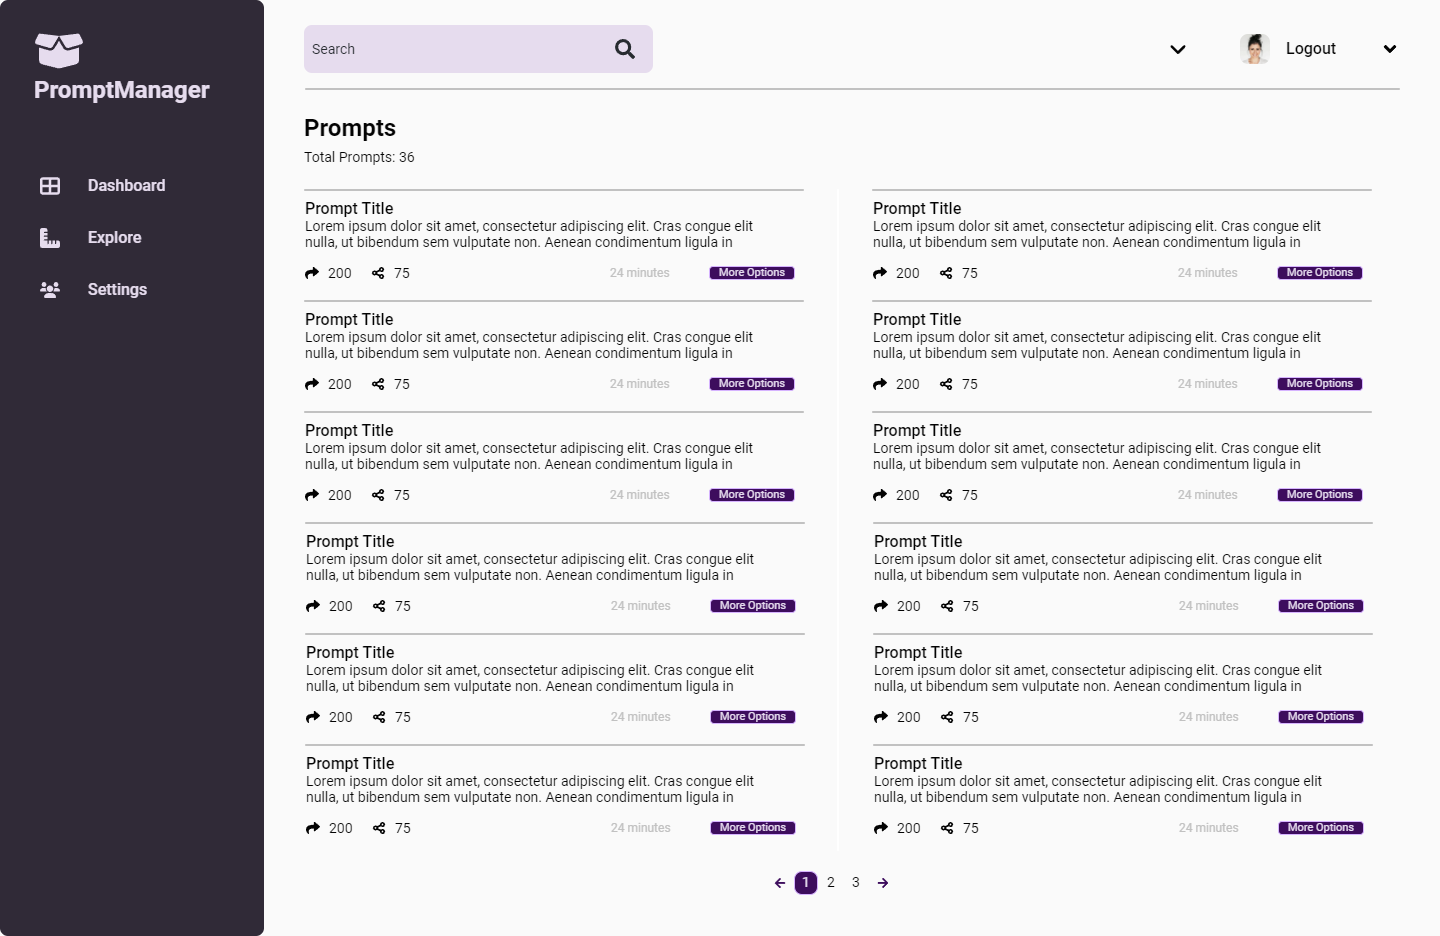 PromptManager
Dashboard
Explore
Settings
Search
Logout
Prompts
Total Prompts: 36
Prompt Title
Lorem ipsum dolor sit amet, consectetur adipiscing elit. Cras congue elit
nulla, ut bibendum sem vulputate non. Aenean condimentum ligula in
200 75 24 minutes More Options
Prompt Title
Lorem ipsum dolor sit amet, consectetur adipiscing elit. Cras congue elit
nulla, ut bibendum sem vulputate non. Aenean condimentum ligula in
200 75 24 minutes More Options
Prompt Title
Lorem ipsum dolor sit amet, consectetur adipiscing elit. Cras congue elit
nulla, ut bibendum sem vulputate non. Aenean condimentum ligula in
200 75 24 minutes More Options
Prompt Title
Lorem ipsum dolor sit amet, consectetur adipiscing elit. Cras congue elit
nulla, ut bibendum sem vulputate non. Aenean condimentum ligula in
200 75 24 minutes More Options
Prompt Title
Lorem ipsum dolor sit amet, consectetur adipiscing elit. Cras congue elit
nulla, ut bibendum sem vulputate non. Aenean condimentum ligula in
200 75 24 minutes More Options
Prompt Title
Lorem ipsum dolor sit amet, consectetur adipiscing elit. Cras congue elit
nulla, ut bibendum sem vulputate non. Aenean condimentum ligula in
200 75 24 minutes More Options
Prompt Title
Lorem ipsum dolor sit amet, consectetur adipiscing elit. Cras congue elit
nulla, ut bibendum sem vulputate non. Aenean condimentum ligula in
200 75 24 minutes More Options
Prompt Title
Lorem ipsum dolor sit amet, consectetur adipiscing elit. Cras congue elit
nulla, ut bibendum sem vulputate non. Aenean condimentum ligula in
200 75 24 minutes More Options
Prompt Title
Lorem ipsum dolor sit amet, consectetur adipiscing elit. Cras congue elit
nulla, ut bibendum sem vulputate non. Aenean condimentum ligula in
200 75 24 minutes More Options
Prompt Title
Lorem ipsum dolor sit amet, consectetur adipiscing elit. Cras congue elit
nulla, ut bibendum sem vulputate non. Aenean condimentum ligula in
200 75 24 minutes More Options
Prompt Title
Lorem ipsum dolor sit amet, consectetur adipiscing elit. Cras congue elit
nulla, ut bibendum sem vulputate non. Aenean condimentum ligula in
200 75 24 minutes More Options
Prompt Title
Lorem ipsum dolor sit amet, consectetur adipiscing elit. Cras congue elit
nulla, ut bibendum sem vulputate non. Aenean condimentum ligula in
200 75 24 minutes More Options
1 2 3